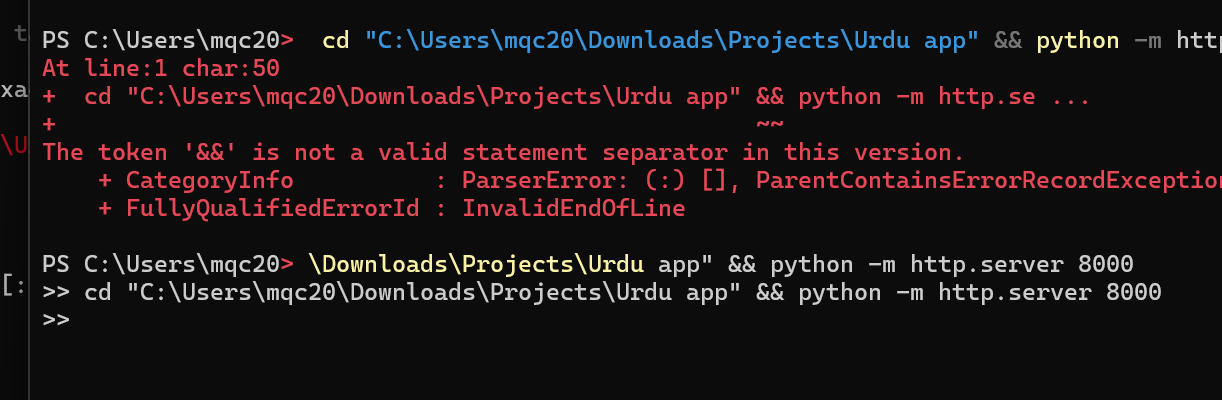 PS C:\Users\mqc20>  cd "C:\Users\mqc20\Downloads\Projects\Urdu app" && python -m http
At line:1 char:50
+  cd "C:\Users\mqc20\Downloads\Projects\Urdu app" && python -m http.se ...
+                                                  ~~
The token '&&' is not a valid statement separator in this version.
    + CategoryInfo          : ParserError: (:) [], ParentContainsErrorRecordException
    + FullyQualifiedErrorId : InvalidEndOfLine
PS C:\Users\mqc20> \Downloads\Projects\Urdu app" && python -m http.server 8000
>> cd "C:\Users\mqc20\Downloads\Projects\Urdu app" && python -m http.server 8000
>>